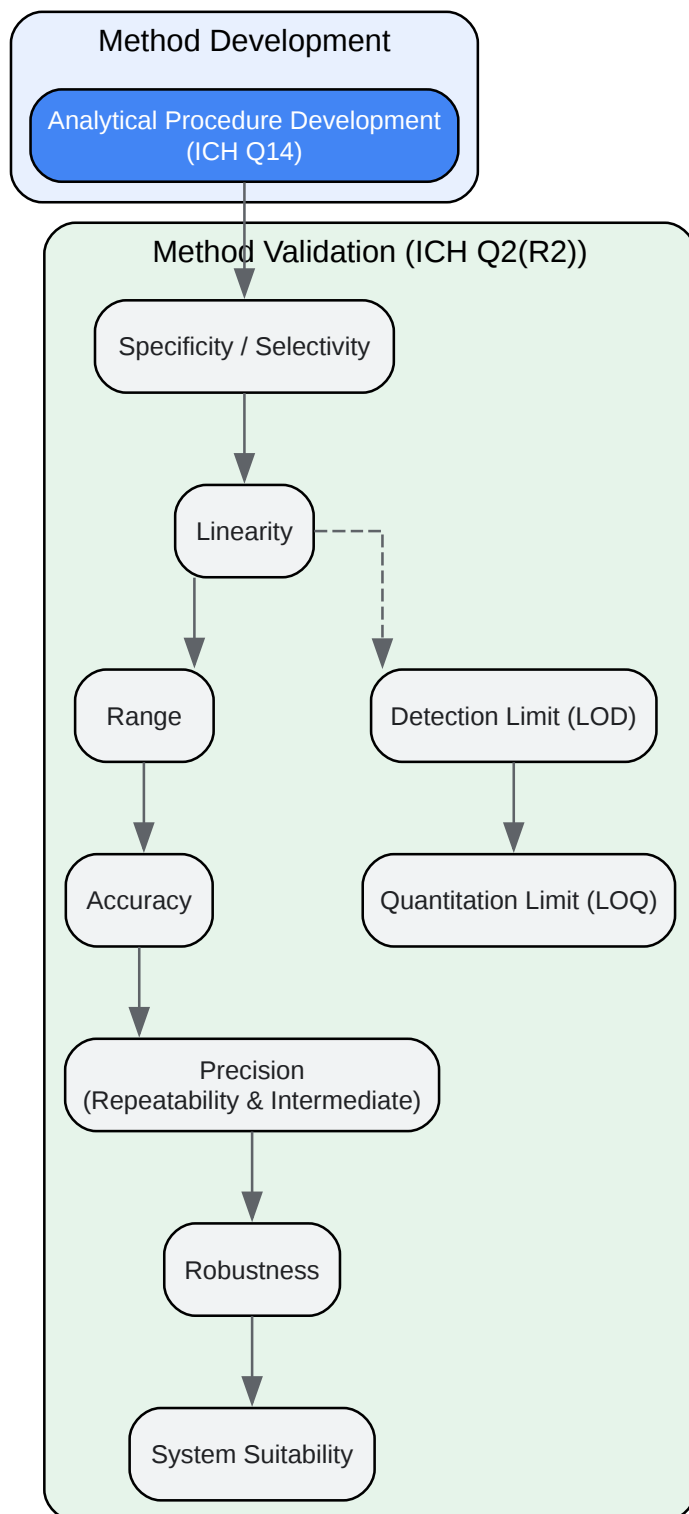 Method Development
Analytical Procedure Development
(ICH Q14)
Method Validation (ICH Q2(R2))
Specificity / Selectivity
Linearity
Range
Detection Limit (LOD)
Accuracy
Quantitation Limit (LOQ)
Precision
(Repeatability & Intermediate)
Robustness
System Suitability